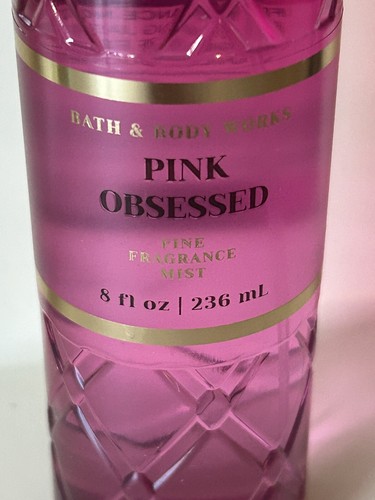 BATH & BODY WORKS
PINK
OBSESSED
FINE
FRAGRANCE
MIST
8 fl oz | 236 mL